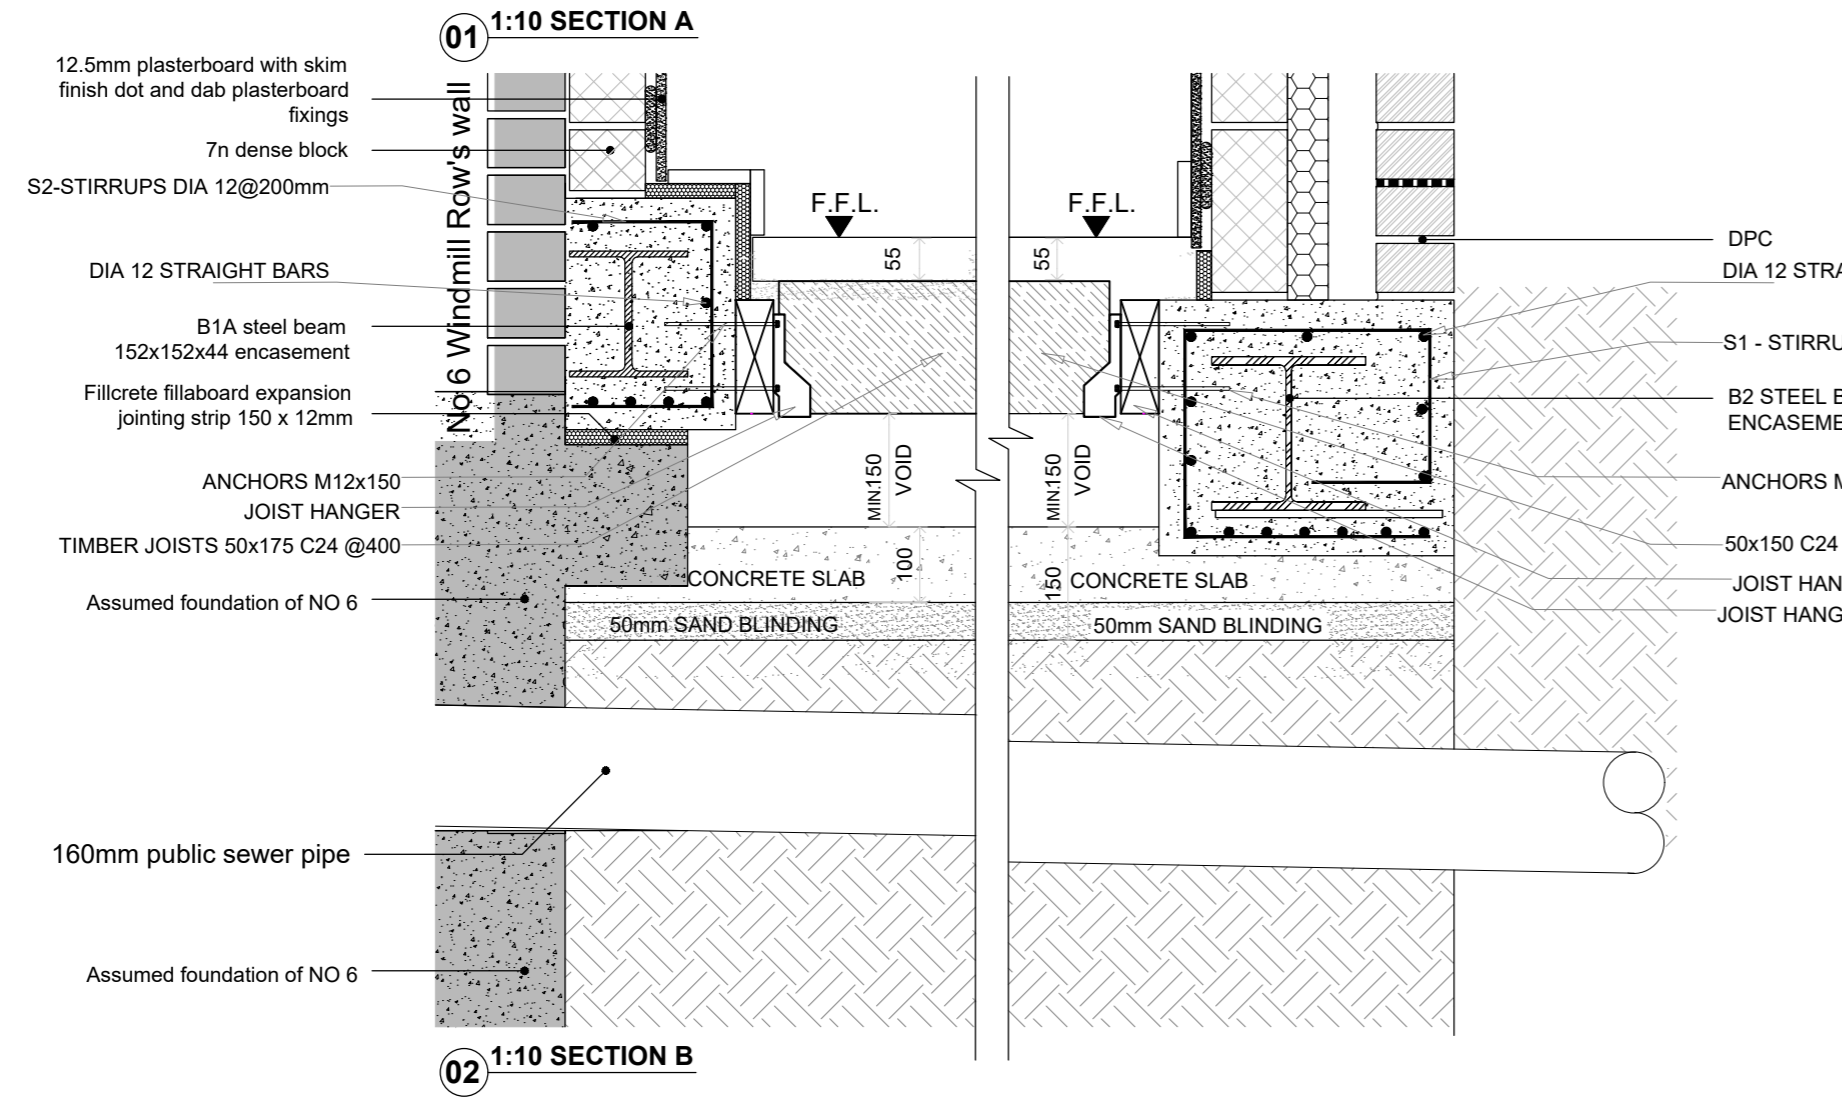 01
1:10 SECTION A
12.5mm plasterboard with skim
finish dot and dab plasterboard
fixings
7n dense block
S2-STIRRUPS DIA 12@200mm
DIA 12 STRAIGHT BARS
B1A steel beam
152x152x44 encasement
Fillcrete fillaboard expansion
jointing strip 150 x 12mm
ANCHORS M12x150
JOIST HANGER
TIMBER JOISTS 50x175 C24 @400
Assumed foundation of NO 6
160mm public sewer pipe
Assumed foundation of NO 6
No 6 Windmill Row's wall
F.F.L.
F.F.L.
55
55
MIN.150
VOID
MIN.150
VOID
100
150
CONCRETE SLAB
CONCRETE SLAB
50mm SAND BLINDING
50mm SAND BLINDING
DPC
DIA 12 STRA
S1 - STIRRU
B2 STEEL B
ENCASEME
ANCHORS M
50x150 C24
JOIST HAN
JOIST HANG
02
1:10 SECTION B